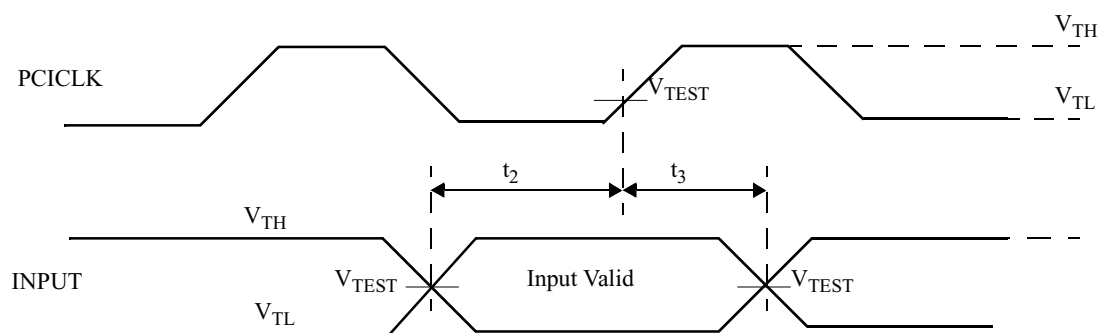 V_TH
PCICLK
V_TEST
V_TL
t_2
t_3
V_TH
INPUT
V_TEST
Input Valid
V_TEST
V_TL